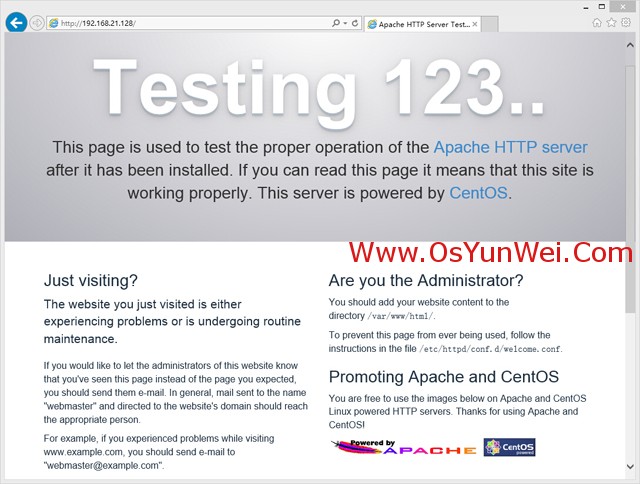 http://192.168.21.128/
Apache HTTP Server Test...
Testing 123..
This page is used to test the proper operation of the Apache HTTP server
after it has been installed. If you can read this page it means that this site is
working properly. This server is powered by CentOS.
Www.OsYunWei.Com
Just visiting?
The website you just visited is either
experiencing problems or is undergoing routine
maintenance.
If you would like to let the administrators of this website know
that you've seen this page instead of the page you expected,
you should send them e-mail. In general, mail sent to the name
"webmaster" and directed to the website's domain should reach
the appropriate person.
For example, if you experienced problems while visiting
www.example.com, you should send e-mail to
"webmaster@example.com".
Are you the Administrator?
You should add your website content to the
directory /var/www/html/.
To prevent this page from ever being used, follow the
instructions in the file /etc/httpd/conf.d/welcome.conf.
Promoting Apache and CentOS
You are free to use the images below on Apache and CentOS
Linux powered HTTP servers. Thanks for using Apache and
CentOS!
Powered by
APACHE
CentOS
powered